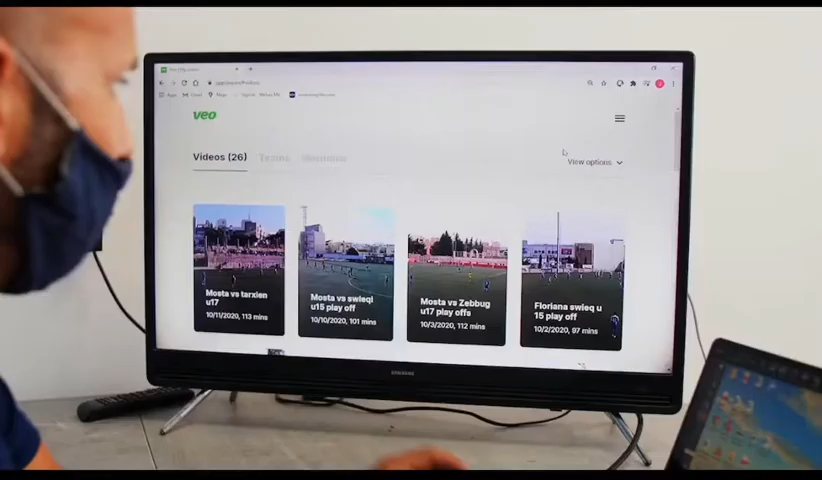 veo
Videos (26)
View options
Mosta vs tarxien
u17
10/11/2020, 113 mins
Mosta vs swieqi
u15 play off
10/10/2020, 101 mins
Mosta vs Zebbug
u17 play offs
10/3/2020, 112 mins
Floriana swieq u
15 play off
10/2/2020, 97 mins
SAMSUNG